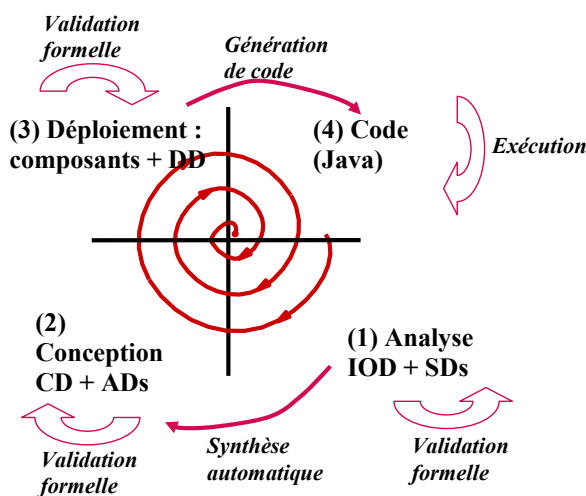 Validation
formelle
Génération
de code
(3) Déploiement :
composants + DD
(4) Code
(Java)
Exécution
(2)
Conception
CD + ADs
(1) Analyse
IOD + SDs
Validation
formelle
Synthèse
automatique
Validation
formelle